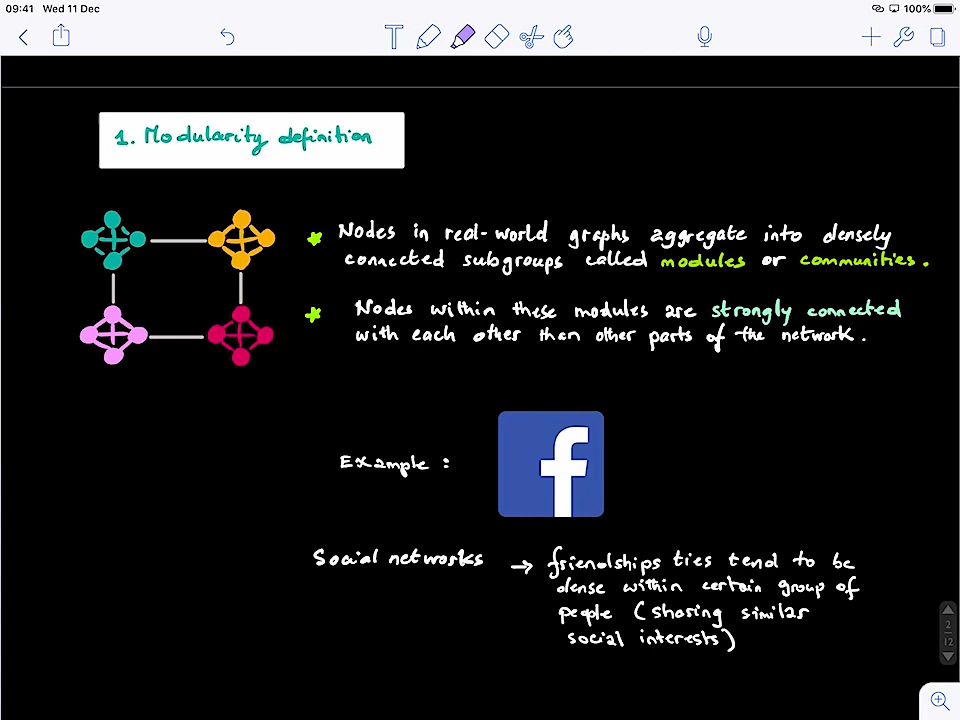 09:41 Wed 11 Dec
100%
T
1. Modularity definition
Nodes in real-world graphs aggregate into densely
connected subgroups called modules or communities.
Nodes within these modules are strongly connected
with each other than other parts of the network.
Example :
f
Social networks → friendships ties tend to be
dense within certain group of
people (sharing similar
social interests)
2
12